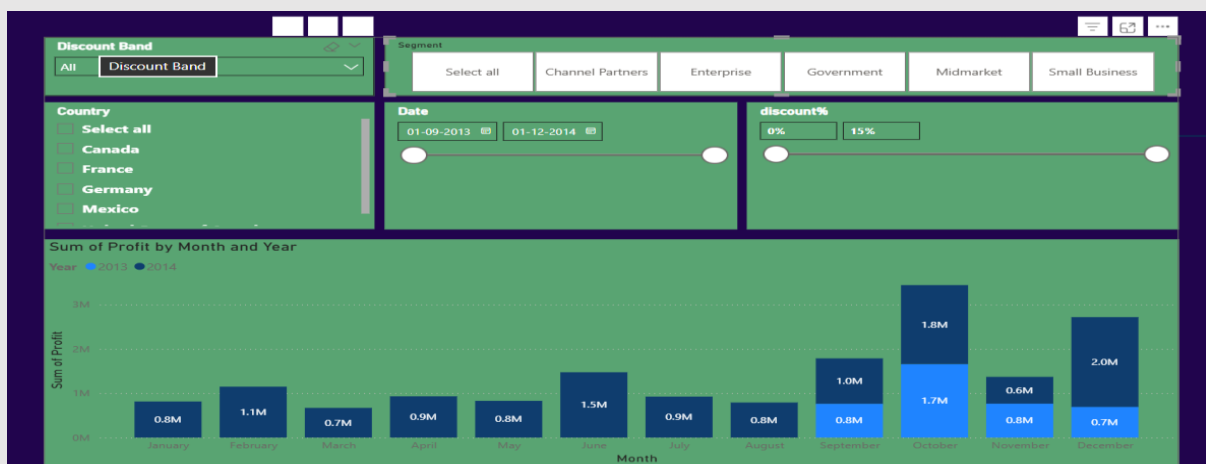 Discount Band
All
Discount Band
Segment
Select all
Channel Partners
Enterprise
Government
Midmarket
Small Business
Country
Select all
Canada
France
Germany
Mexico
Date
01-09-2013
01-12-2014
discount%
0%
15%
Sum of Profit by Month and Year
Year 2013 2014
Sum of Profit
3M
2M
1M
0M
0.8M
1.1M
0.7M
0.9M
0.8M
1.5M
0.9M
0.8M
1.0M
0.8M
1.8M
1.7M
0.6M
0.8M
2.0M
0.7M
January February March April May June July August September October November December
Month